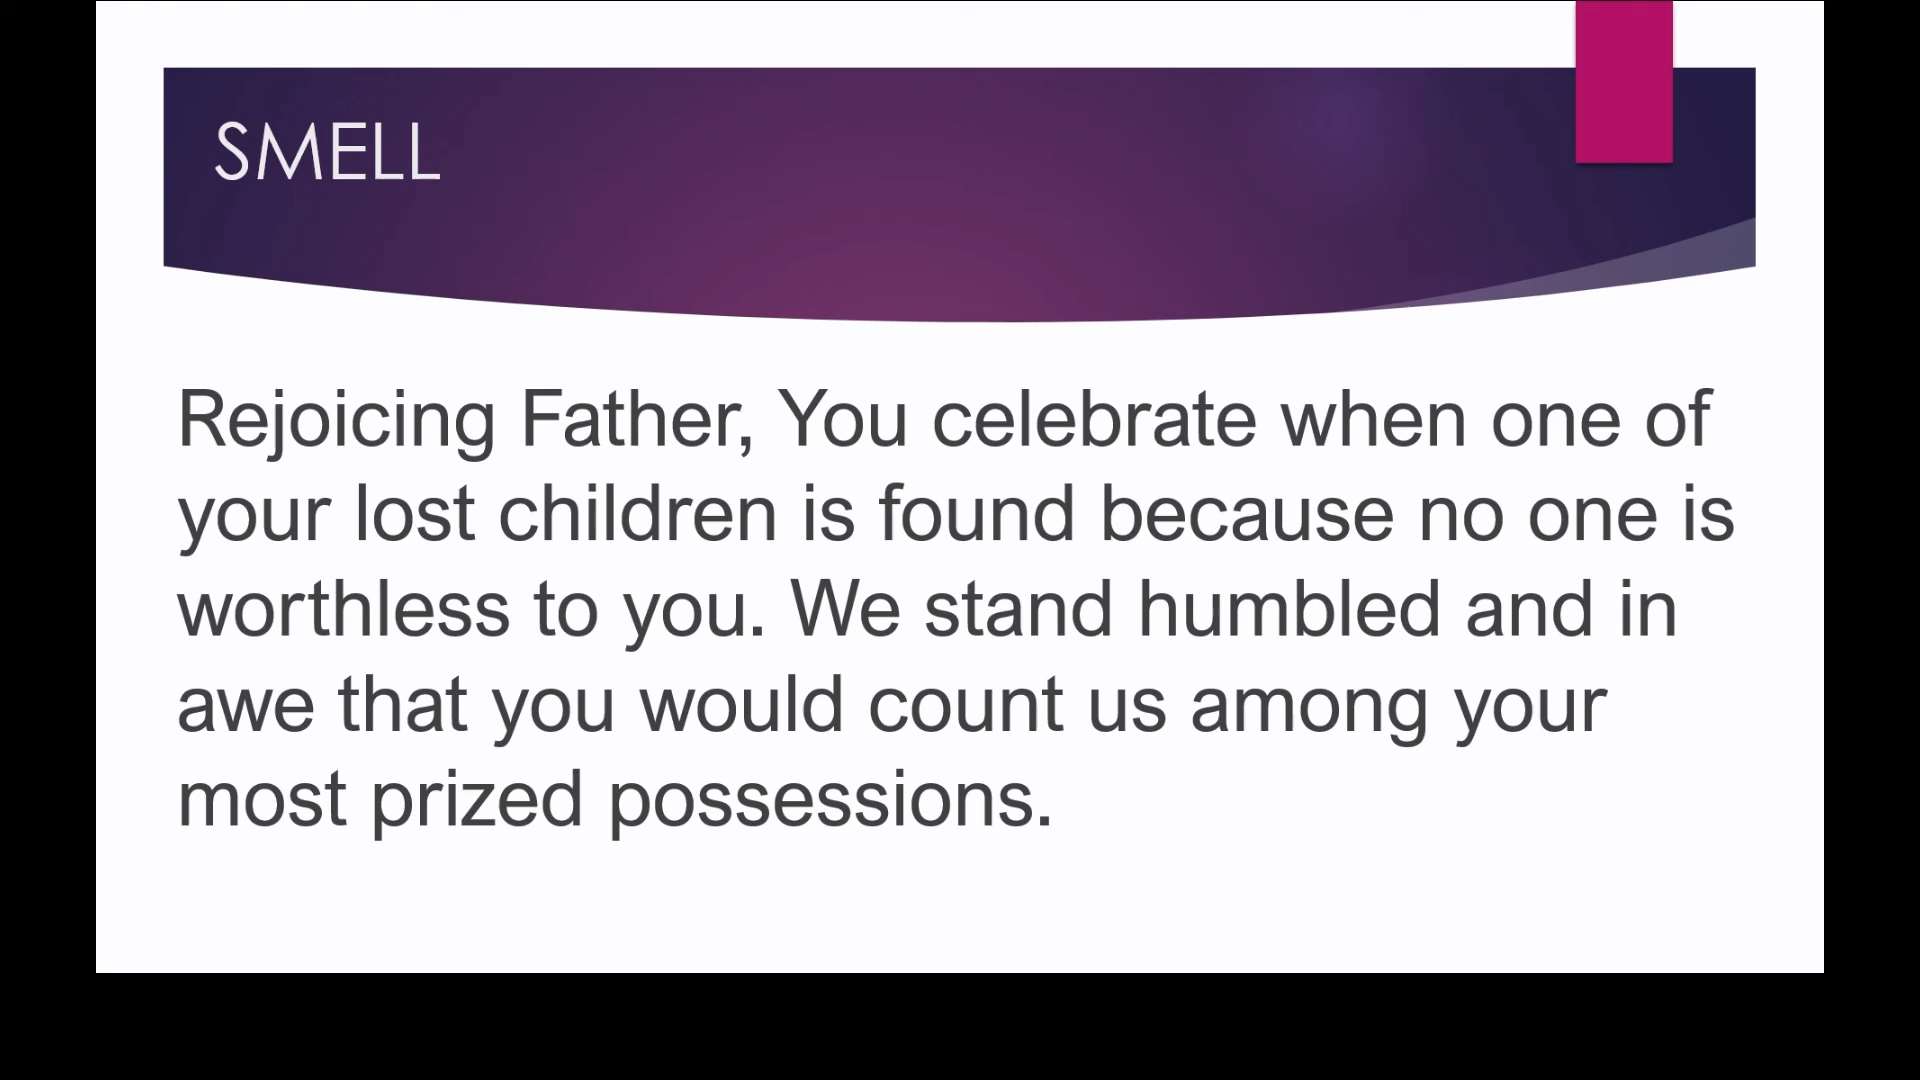 SMELL
Rejoicing Father, You celebrate when one of
your lost children is found because no one is
worthless to you. We stand humbled and in
awe that you would count us among your
most prized possessions.